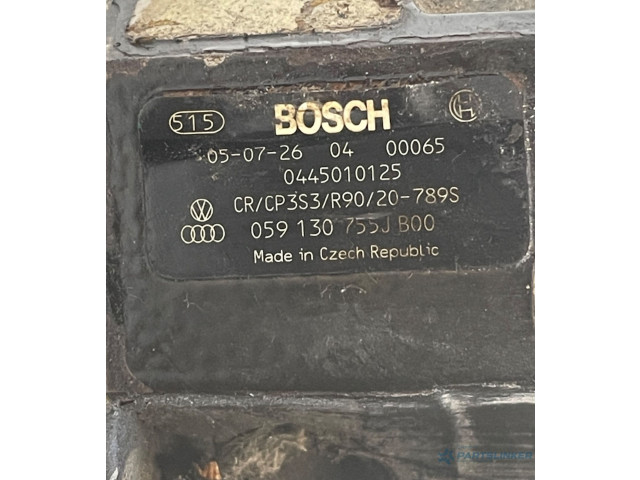 515
BOSCH
05-07-26 04 00065
0445010125
CR/CP3S3/R90/20-789S
059 130 755J B00
Made in Czech Republic
PARTSLINKER